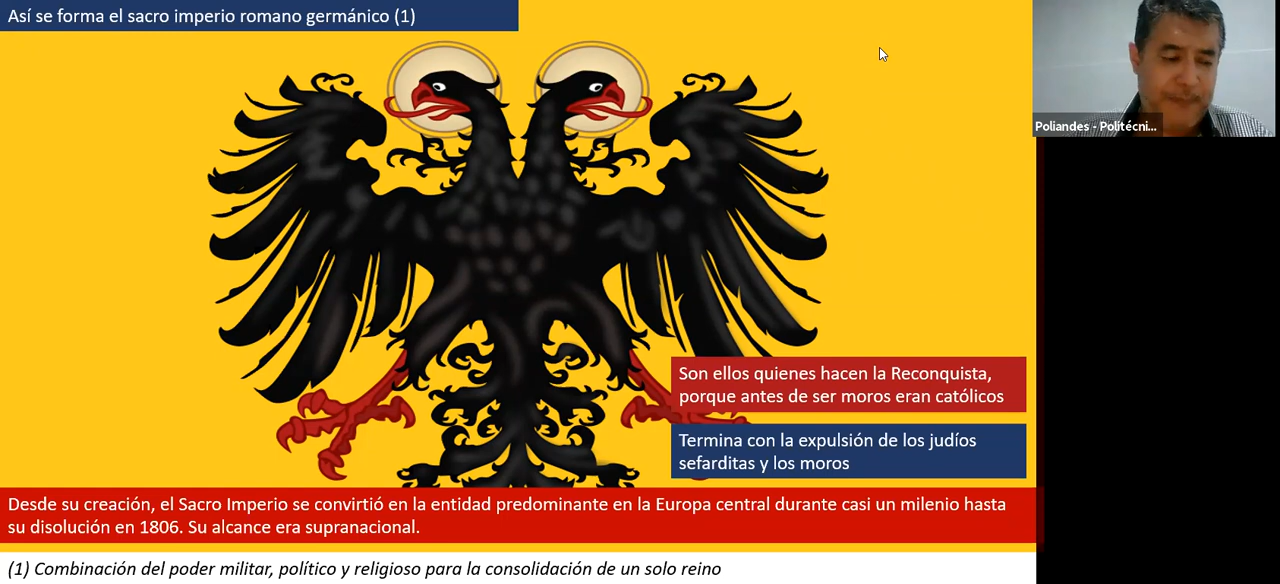 Así se forma el sacro imperio romano germánico (1)
Poliandes - Politécni...
Son ellos quienes hacen la Reconquista,
porque antes de ser moros eran católicos
Termina con la expulsión de los judíos
sefarditas y los moros
Desde su creación, el Sacro Imperio se convirtió en la entidad predominante en la Europa central durante casi un milenio hasta
su disolución en 1806. Su alcance era supranacional.
(1) Combinación del poder militar, político y religioso para la consolidación de un solo reino